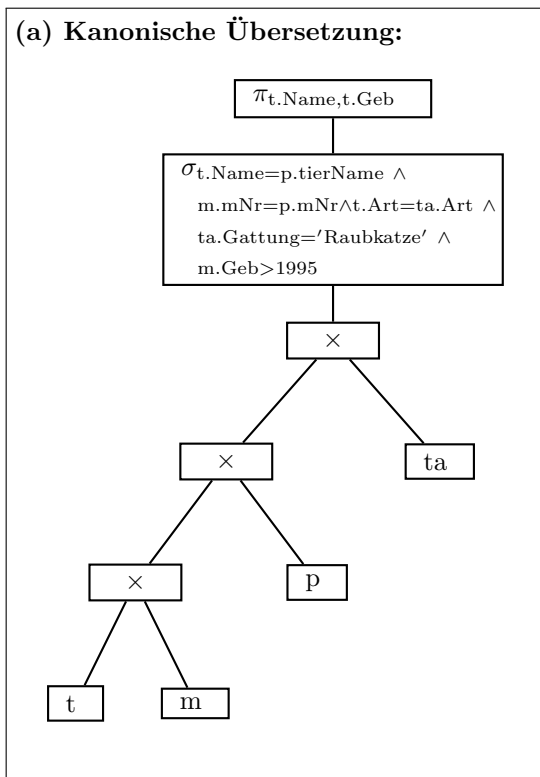 (a) Kanonische Übersetzung:
πt.Name,t.Geb
σt.Name=p.tierName ∧
m.mNr=p.mNr∧t.Art=ta.Art ∧
ta.Gattung=′Raubkatze′ ∧
m.Geb>1995
×
×
ta
×
p
t
m